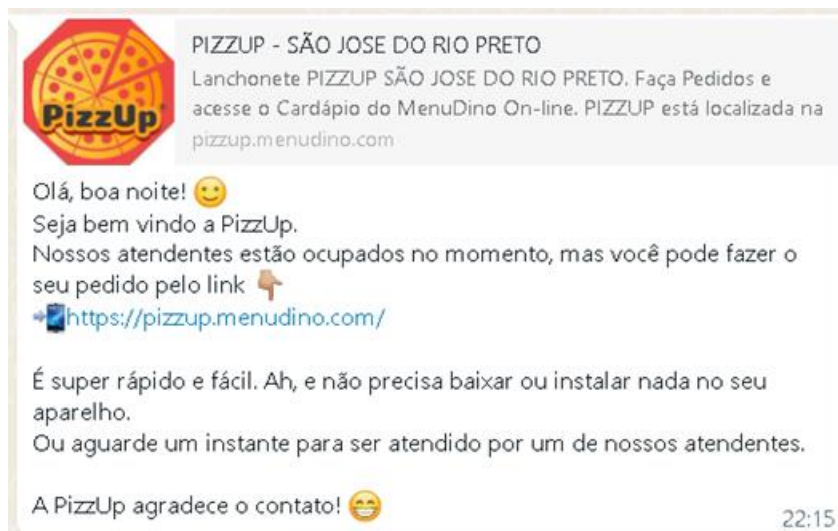 PizzUp
PIZZUP - SÃO JOSE DO RIO PRETO
Lanchonete PIZZUP SÃO JOSE DO RIO PRETO. Faça Pedidos e
acesse o Cardápio do MenuDino On-line. PIZZUP está localizada na
pizzup.menudino.com
Olá, boa noite! 🙂
Seja bem vindo a PizzUp.
Nossos atendentes estão ocupados no momento, mas você pode fazer o
seu pedido pelo link 👇🏼
📲https://pizzup.menudino.com/
É super rápido e fácil. Ah, e não precisa baixar ou instalar nada no seu
aparelho.
Ou aguarde um instante para ser atendido por um de nossos atendentes.
A PizzUp agradece o contato! 😁
22:15